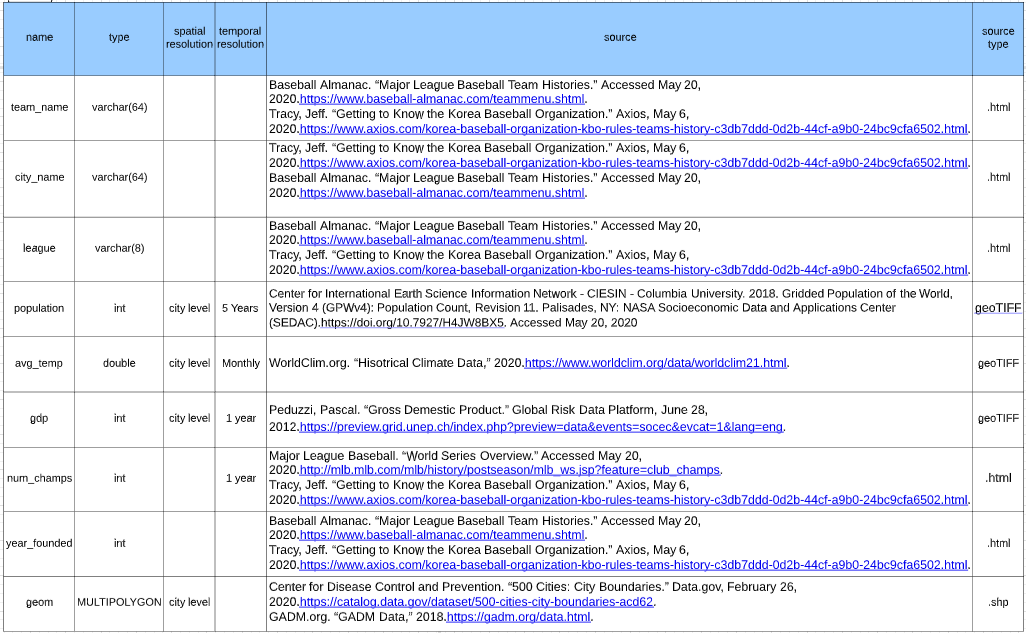 name type spatial resolution temporal resolution source source type
team_name varchar(64) Baseball Almanac. “Major League Baseball Team Histories.” Accessed May 20,
2020.https://www.baseball-almanac.com/teammenu.shtml.
Tracy, Jeff. “Getting to Know the Korea Baseball Organization.” Axios, May 6,
2020.https://www.axios.com/korea-baseball-organization-kbo-rules-teams-history-c3db7ddd-0d2b-44cf-a9b0-24bc9cfa6502.html. .html
city_name varchar(64) Tracy, Jeff. “Getting to Know the Korea Baseball Organization.” Axios, May 6,
2020.https://www.axios.com/korea-baseball-organization-kbo-rules-teams-history-c3db7ddd-0d2b-44cf-a9b0-24bc9cfa6502.html.
Baseball Almanac. “Major League Baseball Team Histories.” Accessed May 20,
2020.https://www.baseball-almanac.com/teammenu.shtml. .html
league varchar(8) Baseball Almanac. “Major League Baseball Team Histories.” Accessed May 20,
2020.https://www.baseball-almanac.com/teammenu.shtml.
Tracy, Jeff. “Getting to Know the Korea Baseball Organization.” Axios, May 6,
2020.https://www.axios.com/korea-baseball-organization-kbo-rules-teams-history-c3db7ddd-0d2b-44cf-a9b0-24bc9cfa6502.html. .html
population int city level 5 Years Center for International Earth Science Information Network - CIESIN - Columbia University. 2018. Gridded Population of the World,
Version 4 (GPWv4): Population Count, Revision 11. Palisades, NY: NASA Socioeconomic Data and Applications Center
(SEDAC).https://doi.org/10.7927/H4JW8BX5. Accessed May 20, 2020 geoTIFF
avg_temp double city level Monthly WorldClim.org. “Hisotrical Climate Data,” 2020.https://www.worldclim.org/data/worldclim21.html. geoTIFF
gdp int city level 1 year Peduzzi, Pascal. “Gross Demestic Product.” Global Risk Data Platform, June 28,
2012.https://preview.grid.unep.ch/index.php?preview=data&events=socec&evcat=1&lang=eng. geoTIFF
num_champs int 1 year Major League Baseball. “World Series Overview.” Accessed May 20,
2020.http://mlb.mlb.com/mlb/history/postseason/mlb_ws.jsp?feature=club_champs.
Tracy, Jeff. “Getting to Know the Korea Baseball Organization.” Axios, May 6,
2020.https://www.axios.com/korea-baseball-organization-kbo-rules-teams-history-c3db7ddd-0d2b-44cf-a9b0-24bc9cfa6502.html. .html
year_founded int Baseball Almanac. “Major League Baseball Team Histories.” Accessed May 20,
2020.https://www.baseball-almanac.com/teammenu.shtml.
Tracy, Jeff. “Getting to Know the Korea Baseball Organization.” Axios, May 6,
2020.https://www.axios.com/korea-baseball-organization-kbo-rules-teams-history-c3db7ddd-0d2b-44cf-a9b0-24bc9cfa6502.html. .html
geom MULTIPOLYGON city level Center for Disease Control and Prevention. “500 Cities: City Boundaries.” Data.gov, February 26,
2020.https://catalog.data.gov/dataset/500-cities-city-boundaries-acd62.
GADM.org. “GADM Data,” 2018.https://gadm.org/data.html. .shp